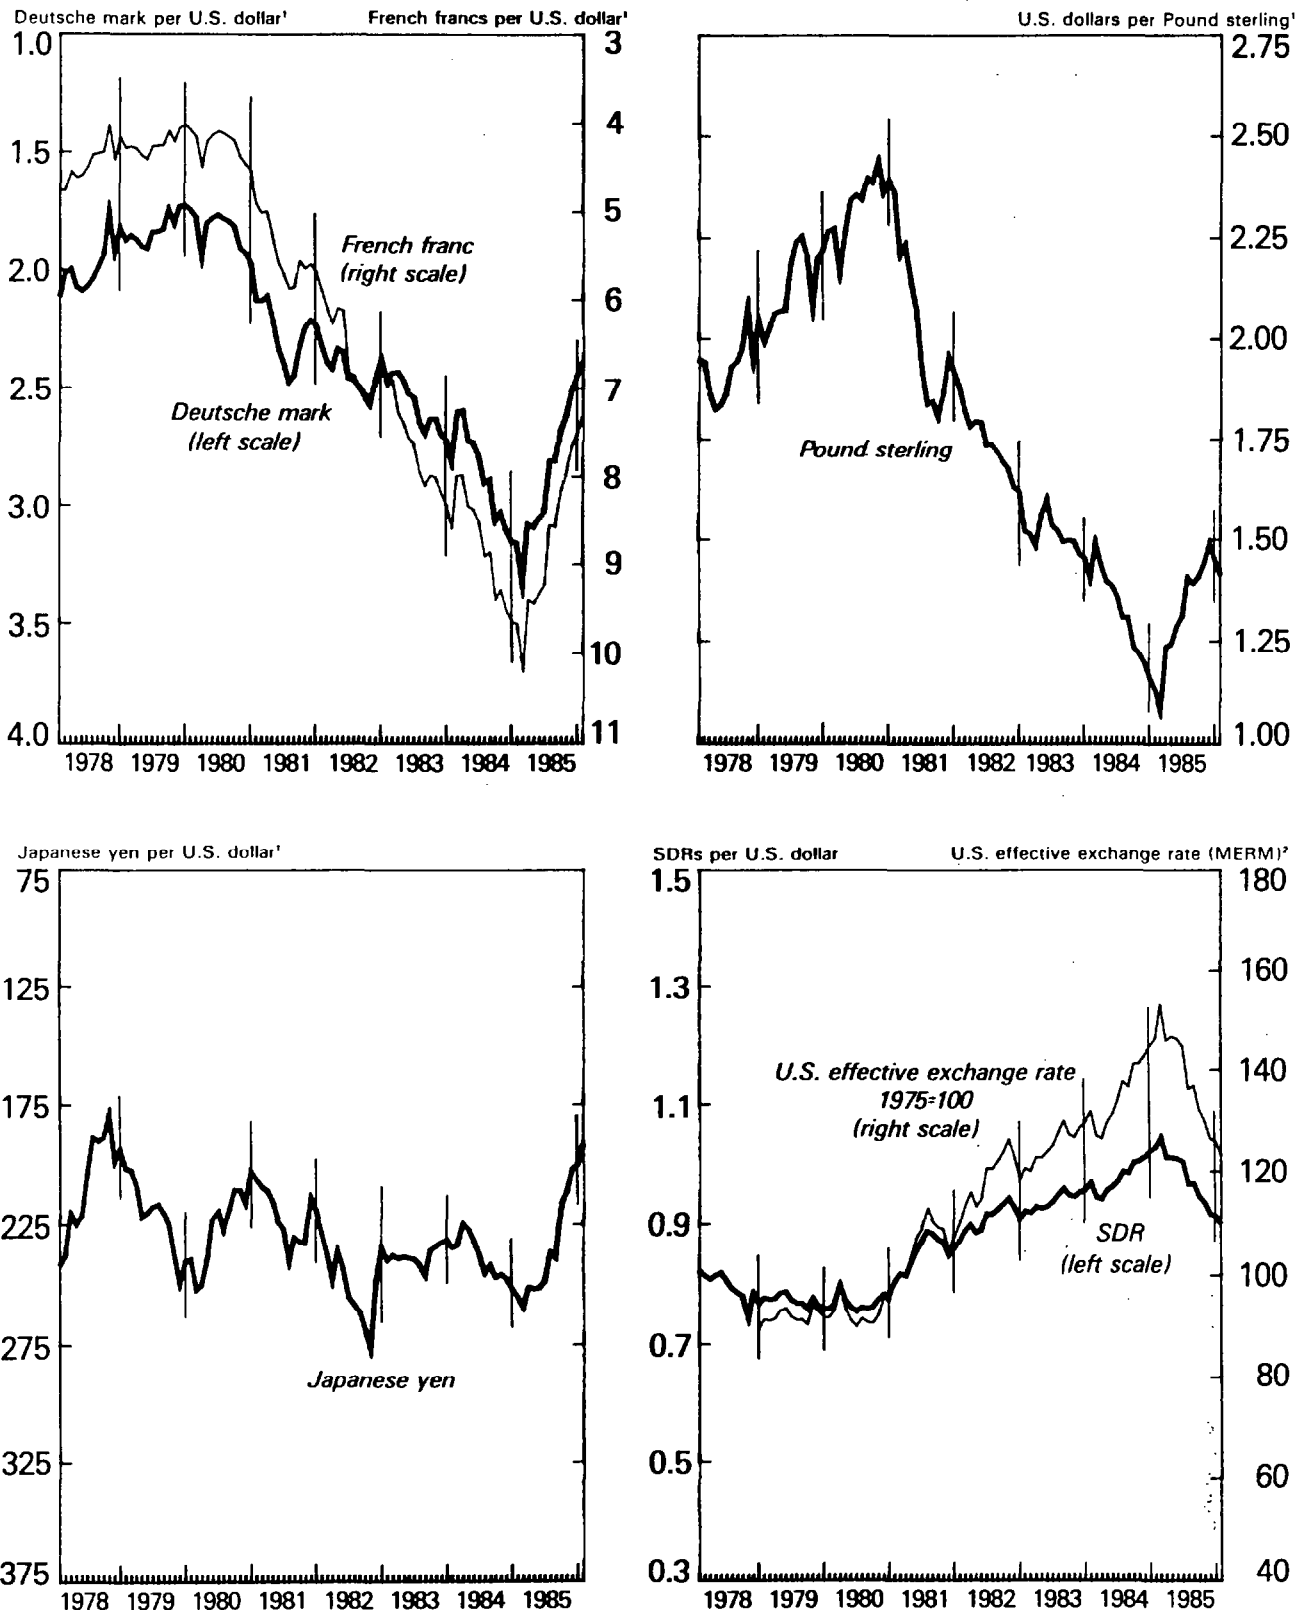 Deutsche mark per U.S. dollar¹ French francs per U.S. dollar¹
1.0 3
4
1.5
5
2.0
French franc
(right scale)
6
2.5 7
Deutsche mark
(left scale)
8
3.0
9
3.5
10
4.0 11
1978 1979 1980 1981 1982 1983 1984 1985
U.S. dollars per Pound sterling¹
2.75
2.50
2.25
2.00
1.75
Pound sterling
1.50
1.25
1.00
1978 1979 1980 1981 1982 1983 1984 1985
Japanese yen per U.S. dollar¹
75
125
175
225
275
Japanese yen
325
375
1978 1979 1980 1981 1982 1983 1984 1985
SDRs per U.S. dollar U.S. effective exchange rate (MERM)²
1.5 180
1.3 160
U.S. effective exchange rate 140
1975=100
1.1
(right scale)
120
0.9
SDR
(left scale)
100
0.7
80
0.5
60
0.3 40
1978 1979 1980 1981 1982 1983 1984 1985